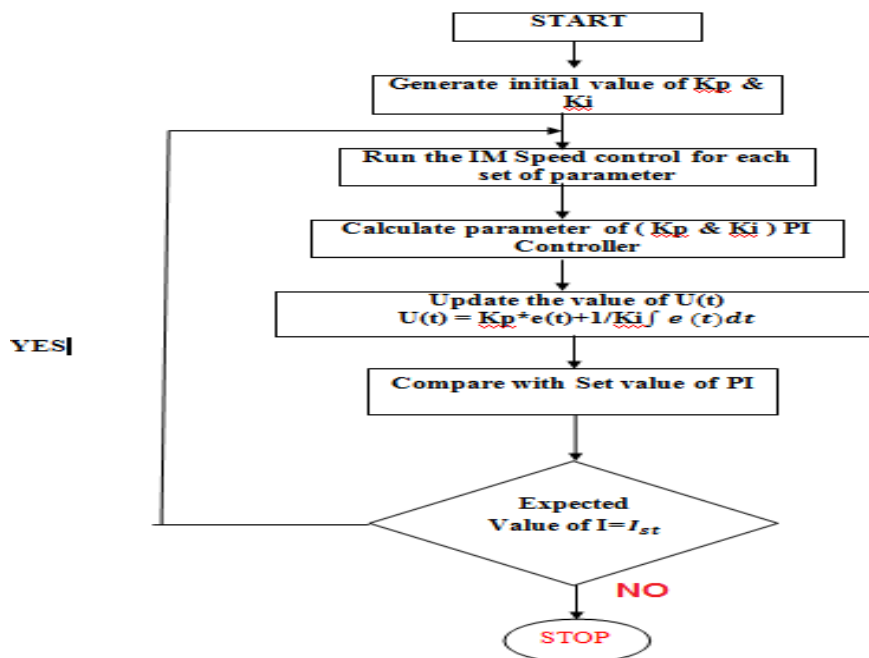 START
Generate initial value of Kp &
Ki
Run the IM Speed control for each
set of parameter
Calculate parameter of ( Kp & Ki ) PI
Controller
Update the value of U(t)
U(t) = Kp*e(t)+1/Ki∫ e (t)dt
YES
Compare with Set value of PI
Expected
Value of I=I_{st}
NO
STOP